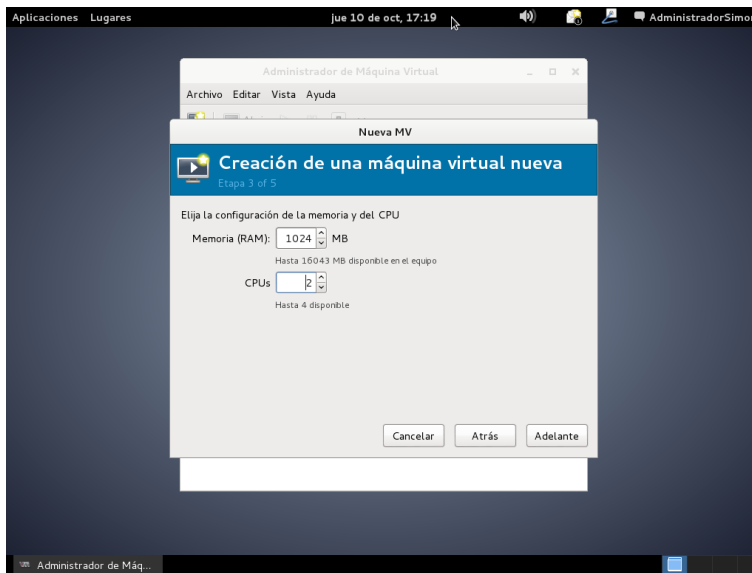 Aplicaciones Lugares jue 10 de oct, 17:19 AdministradorSimon
Administrador de Máquina Virtual
Archivo Editar Vista Ayuda
Nueva MV
Creación de una máquina virtual nueva
Etapa 3 of 5
Elija la configuración de la memoria y del CPU
Memoria (RAM): 1024 MB
Hasta 16043 MB disponible en el equipo
CPUs 2
Hasta 4 disponible
Cancelar Atrás Adelante
Administrador de Máq...